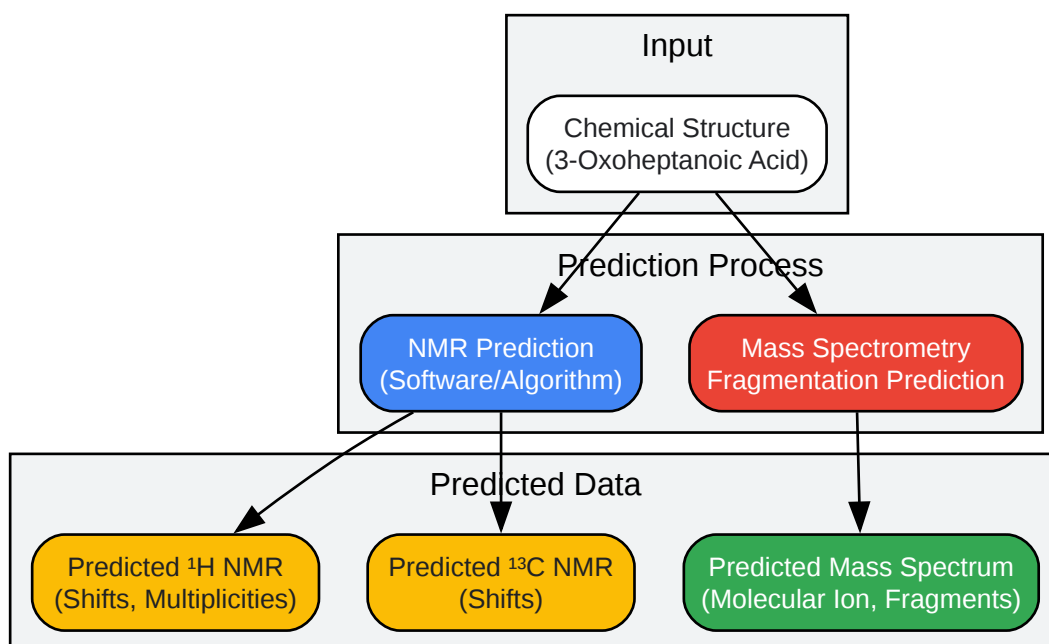 Input
Chemical Structure
(3-Oxoheptanoic Acid)
Prediction Process
NMR Prediction
(Software/Algorithm)
Mass Spectrometry
Fragmentation Prediction
Predicted Data
Predicted ¹H NMR
(Shifts, Multiplicities)
Predicted ¹³C NMR
(Shifts)
Predicted Mass Spectrum
(Molecular Ion, Fragments)